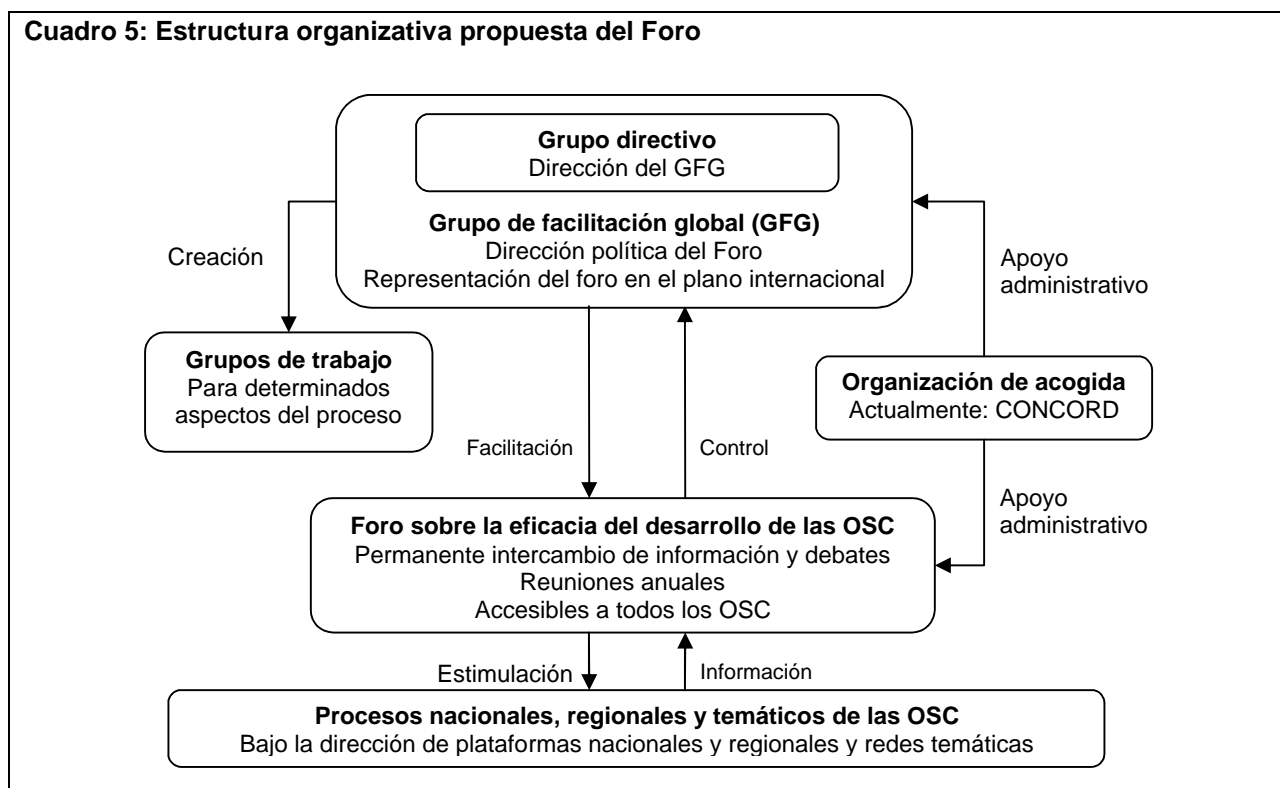 Cuadro 5: Estructura organizativa propuesta del Foro
Grupo directivo
Dirección del GFG
Grupo de facilitación global (GFG)
Dirección política del Foro
Representación del foro en el plano internacional
Creación
Apoyo
administrativo
Grupos de trabajo
Para determinados
aspectos del proceso
Organización de acogida
Actualmente: CONCORD
Facilitación
Control
Apoyo
administrativo
Foro sobre la eficacia del desarrollo de las OSC
Permanente intercambio de información y debates
Reuniones anuales
Accesibles a todos los OSC
Estimulación
Información
Procesos nacionales, regionales y temáticos de las OSC
Bajo la dirección de plataformas nacionales y regionales y redes temáticas